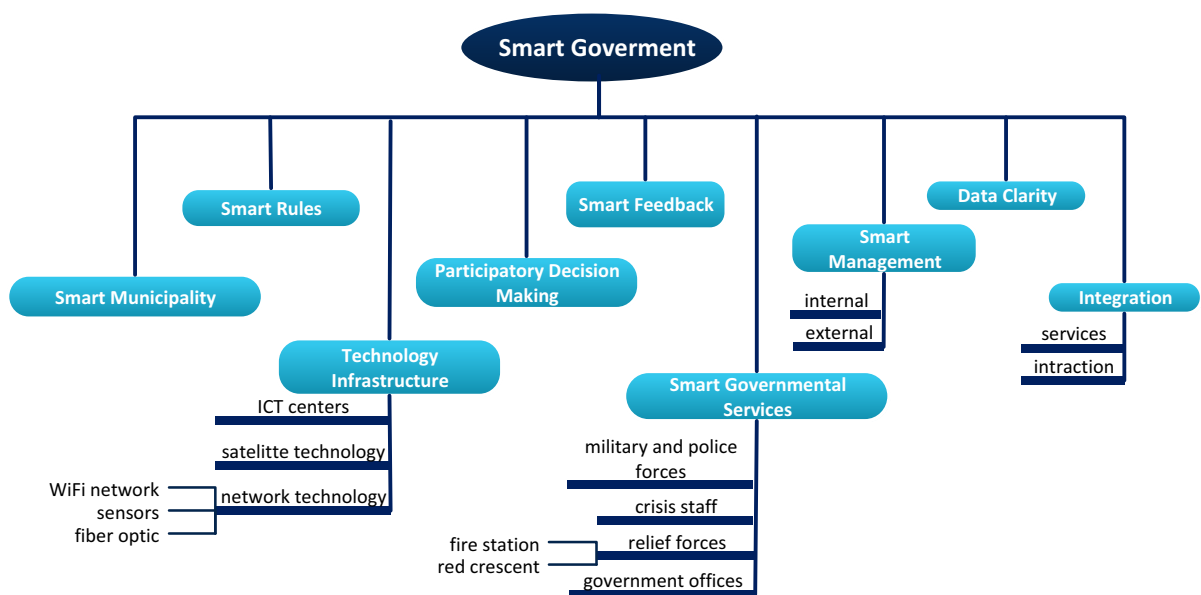 Smart Goverment
Smart Municipality
Smart Rules
Technology
Infrastructure
ICT centers
satelitte technology
network technology
WiFi network
sensors
fiber optic
Participatory Decision
Making
Smart Feedback
Smart Governmental
Services
military and police
forces
crisis staff
relief forces
fire station
red crescent
government offices
Smart
Management
internal
external
Data Clarity
Integration
services
intraction